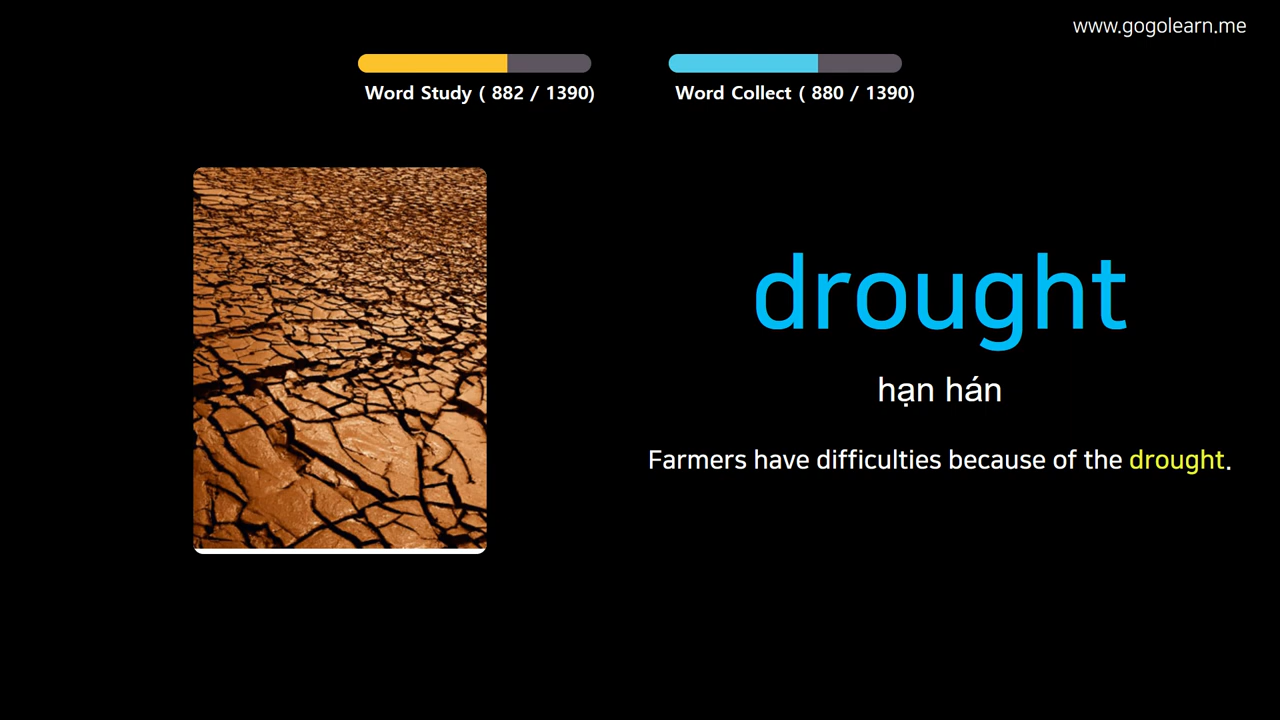 www.gogolearn.me
Word Study ( 882 / 1390)
Word Collect ( 880 / 1390)
drought
hạn hán
Farmers have difficulties because of the drought.